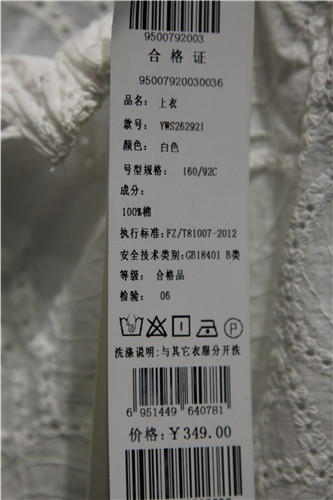 9500792003
合格证
95007920030036
品名: 上衣
款号: YWS262921
颜色: 白色
号型规格: 160/92C
成分:
100%棉
执行标准:FZ/T81007-2012
安全技术类别:GB18401 B类
等级: 合格品
检验: 06
洗涤说明:与其它衣服分开洗
6 951449 640781
价格:￥349.00